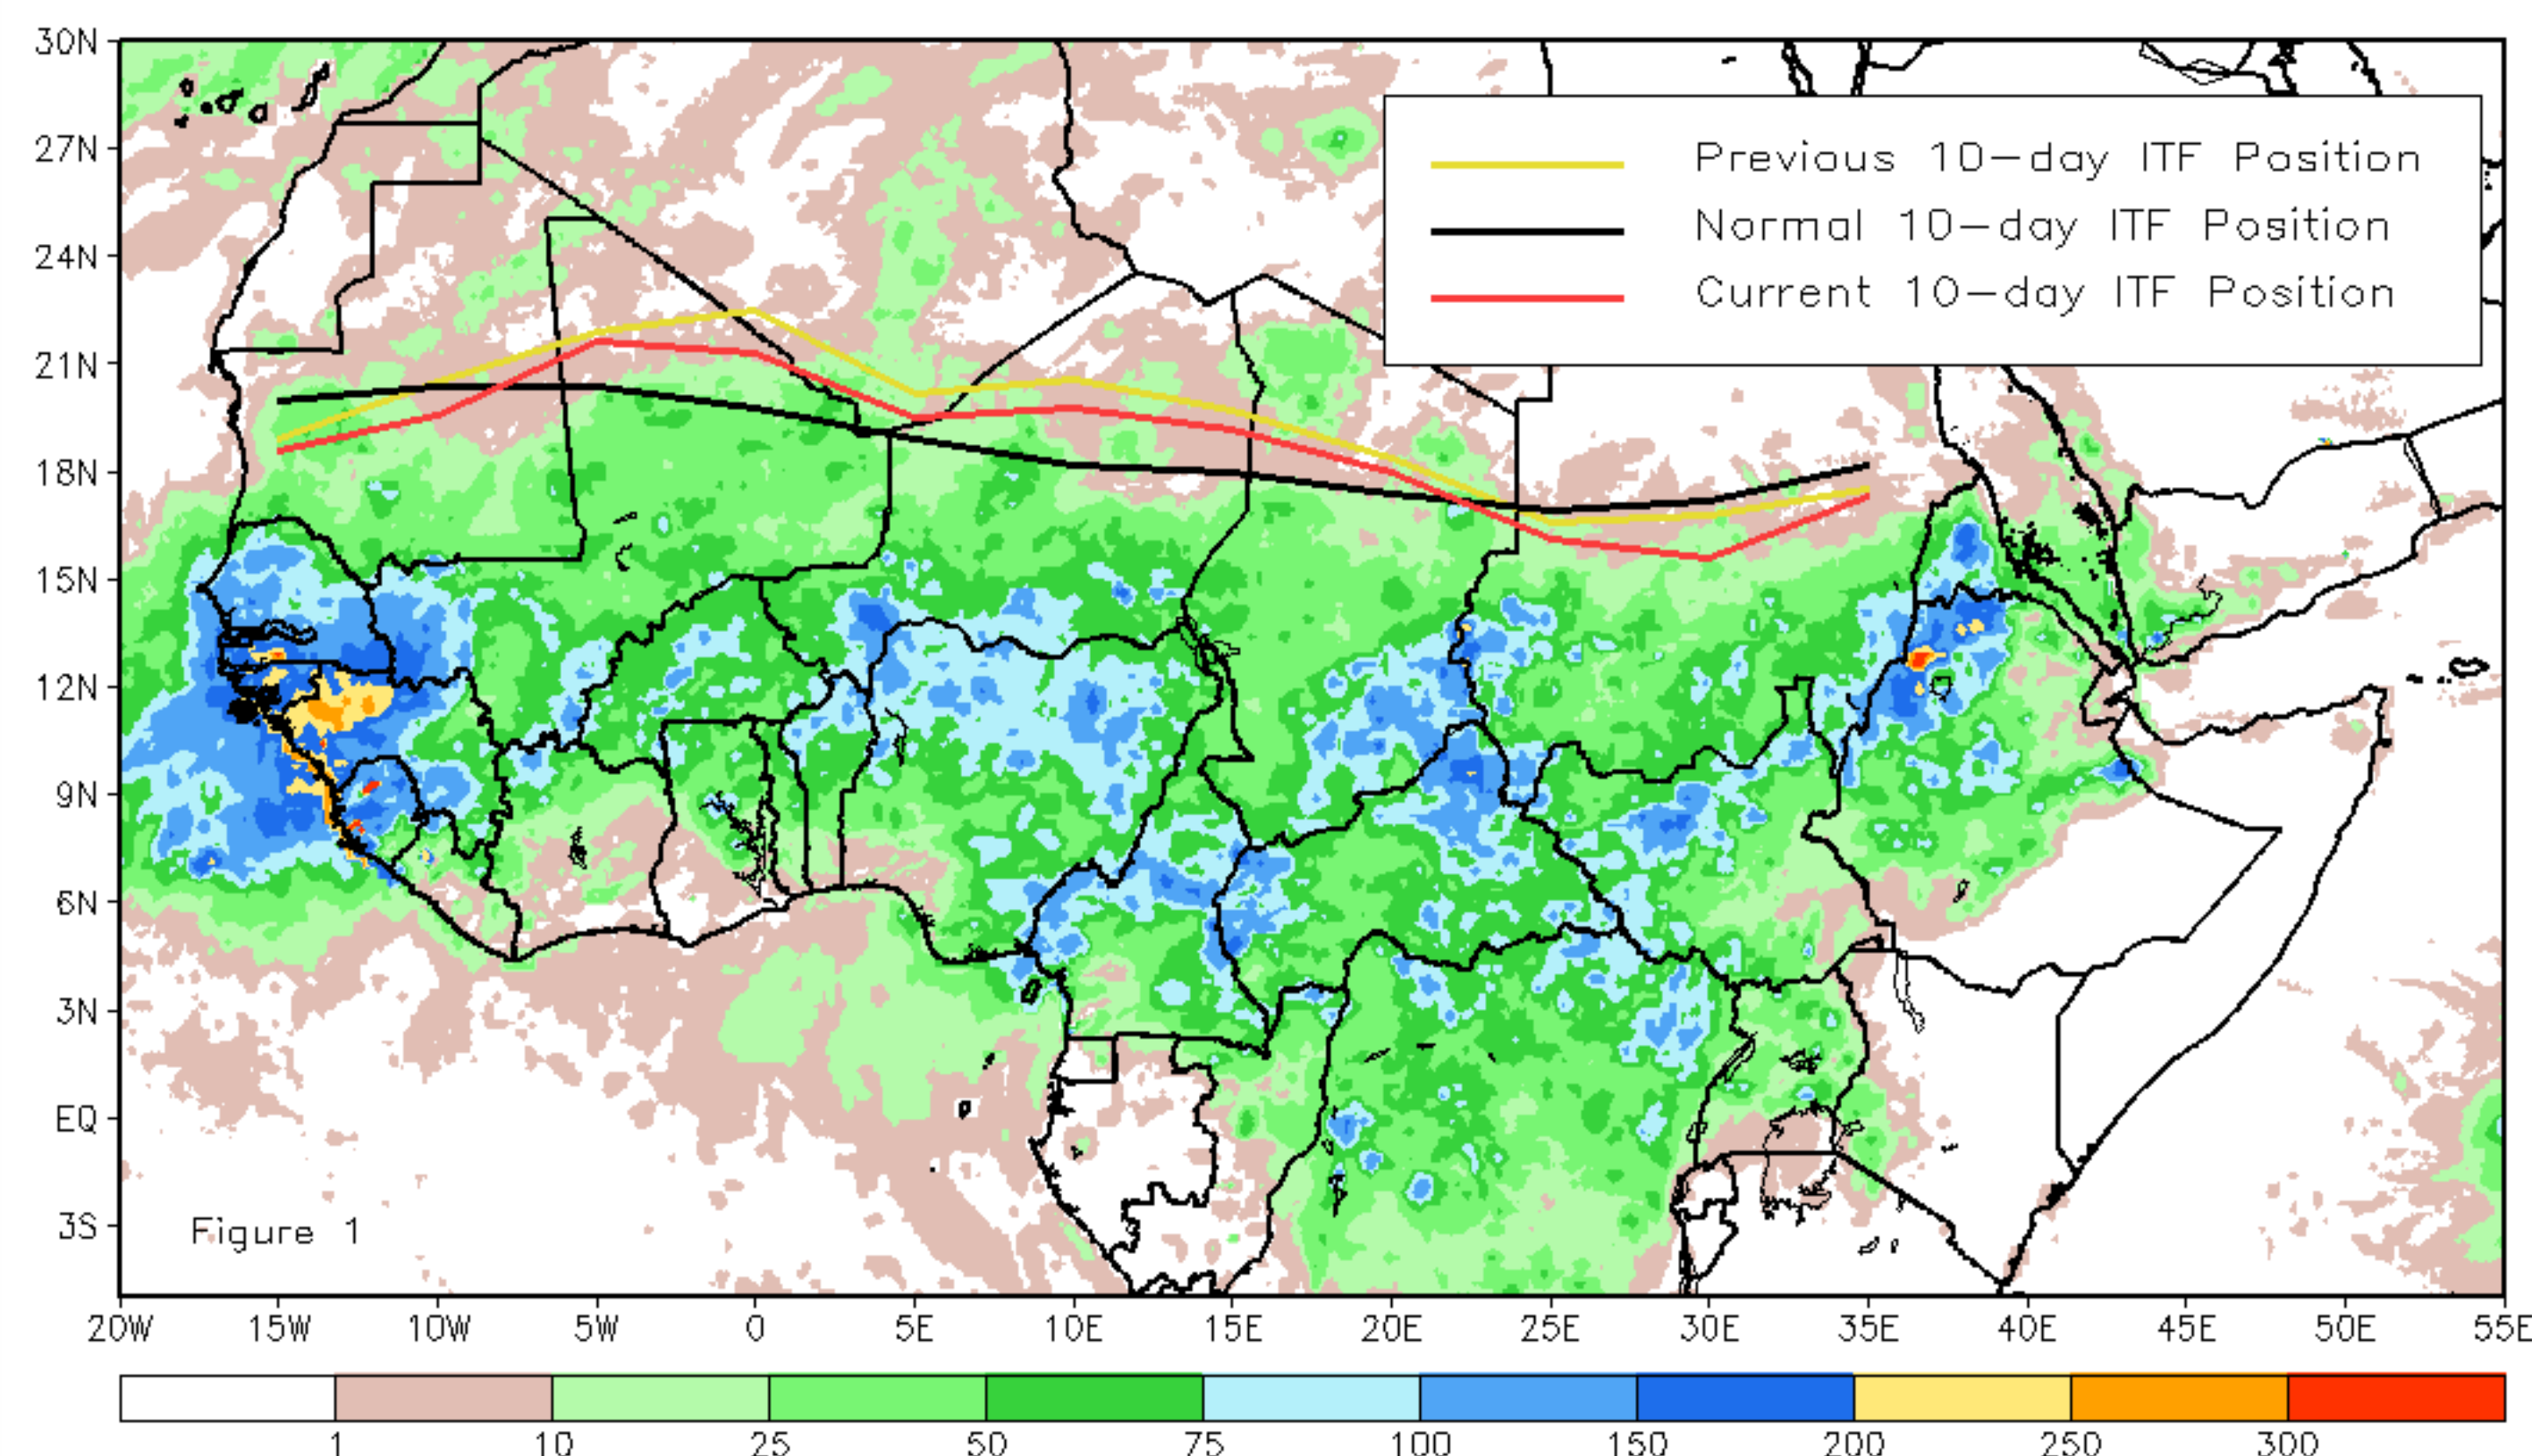 30N
27N
24N
21N
18N
15N
12N
9N
6N
3N
EQ
3S
Previous 10-day ITF Position
Normal 10-day ITF Position
Current 10-day ITF Position
Figure 1
20W 15W 10W 5W 0 5E 10E 15E 20E 25E 30E 35E 40E 45E 50E 55E
1 10 25 50 75 100 150 200 250 300